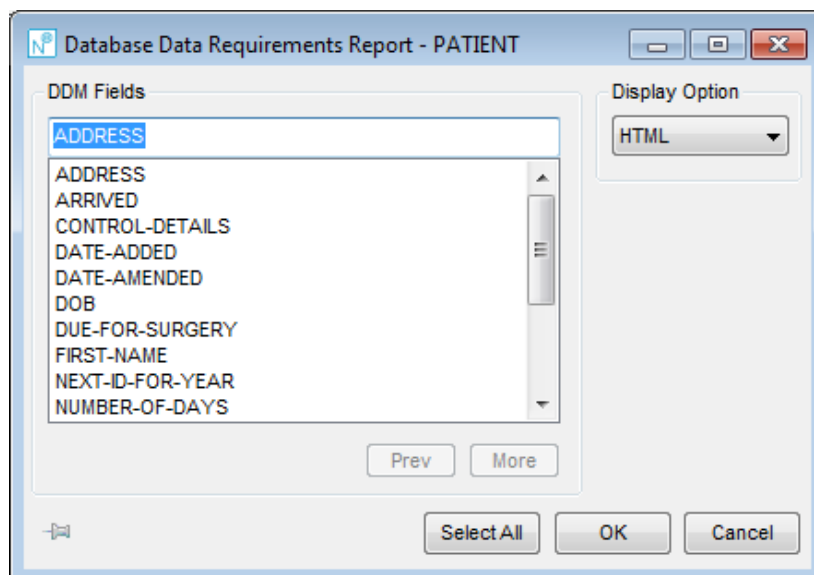 N Database Data Requirements Report - PATIENT
DDM Fields
ADDRESS
ADDRESS
ARRIVED
CONTROL-DETAILS
DATE-ADDED
DATE-AMENDED
DOB
DUE-FOR-SURGERY
FIRST-NAME
NEXT-ID-FOR-YEAR
NUMBER-OF-DAYS
Prev More
Display Option
HTML
Select All OK Cancel